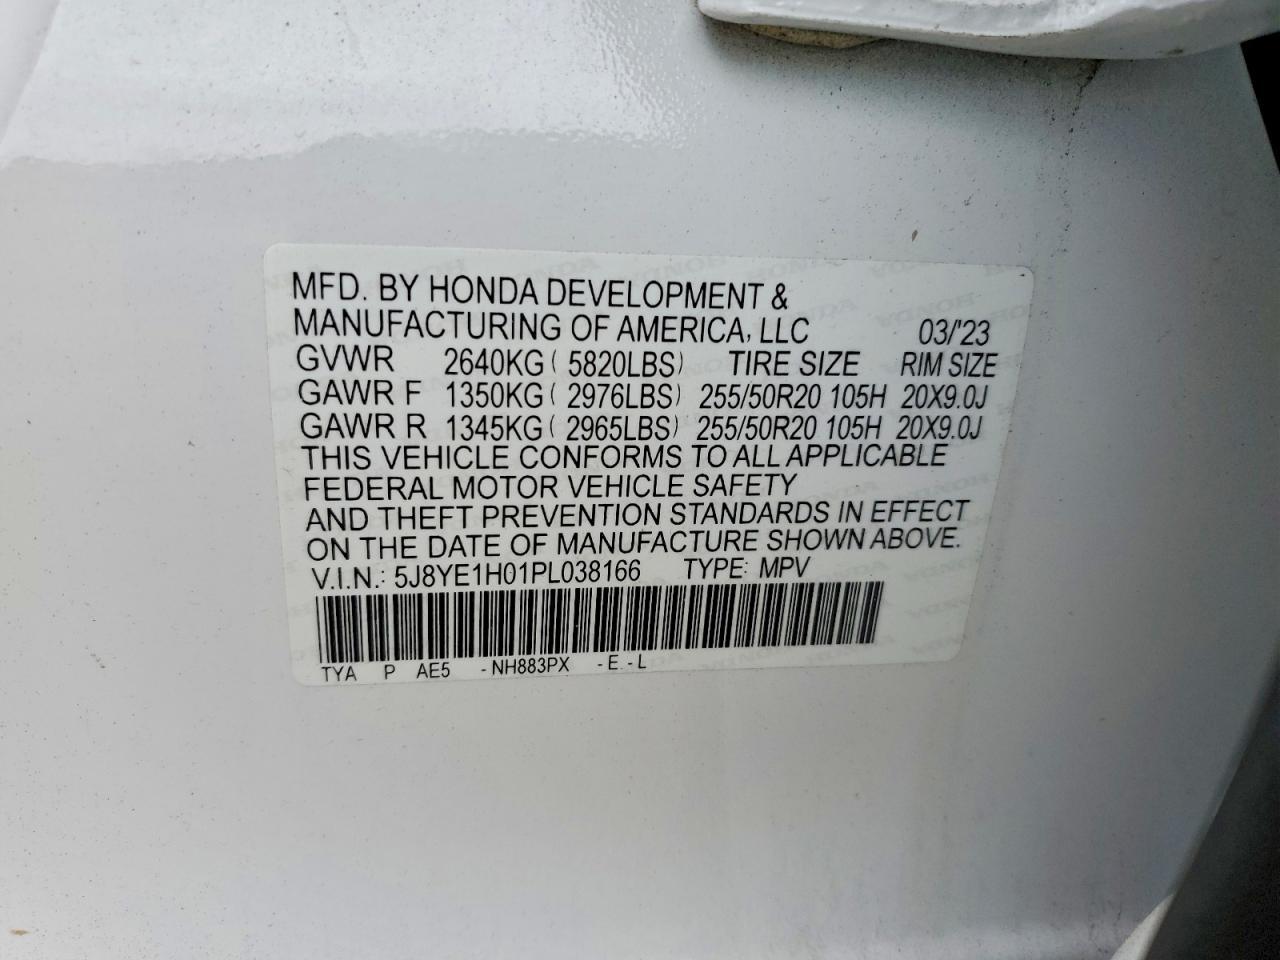 MFD. BY HONDA DEVELOPMENT &
MANUFACTURING OF AMERICA, LLC 03/'23
GVWR 2640KG ( 5820LBS) TIRE SIZE RIM SIZE
GAWR F 1350KG ( 2976LBS) 255/50R20 105H 20X9.0J
GAWR R 1345KG ( 2965LBS) 255/50R20 105H 20X9.0J
THIS VEHICLE CONFORMS TO ALL APPLICABLE
FEDERAL MOTOR VEHICLE SAFETY
AND THEFT PREVENTION STANDARDS IN EFFECT
ON THE DATE OF MANUFACTURE SHOWN ABOVE.
V.I.N.: 5J8YE1H01PL038166 TYPE: MPV
TYA P AE5 -NH883PX -E.-L